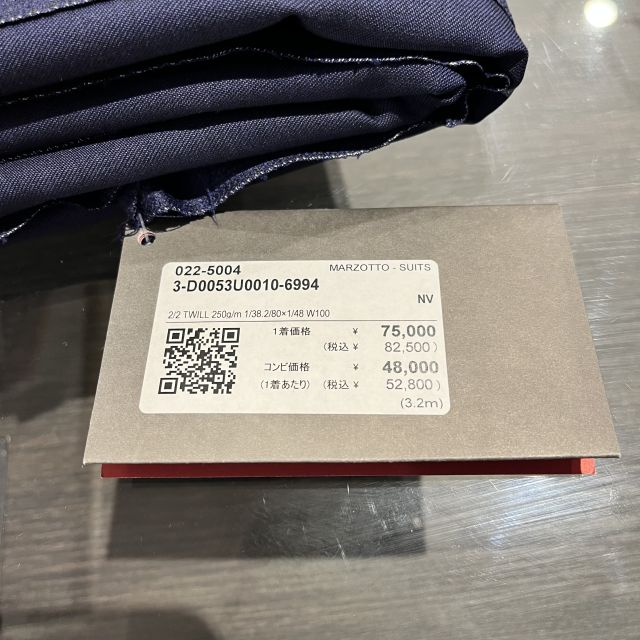 022-5004 MARZOTTO - SUITS
3-D0053U0010-6994
NV
2/2 TWILL 250g/m 1/38.2/80×1/48 W100
1着価格 ¥ 75,000
(税込 ¥ 82,500)
コンビ価格 ¥ 48,000
(1着あたり) (税込 ¥ 52,800)
(3.2m)